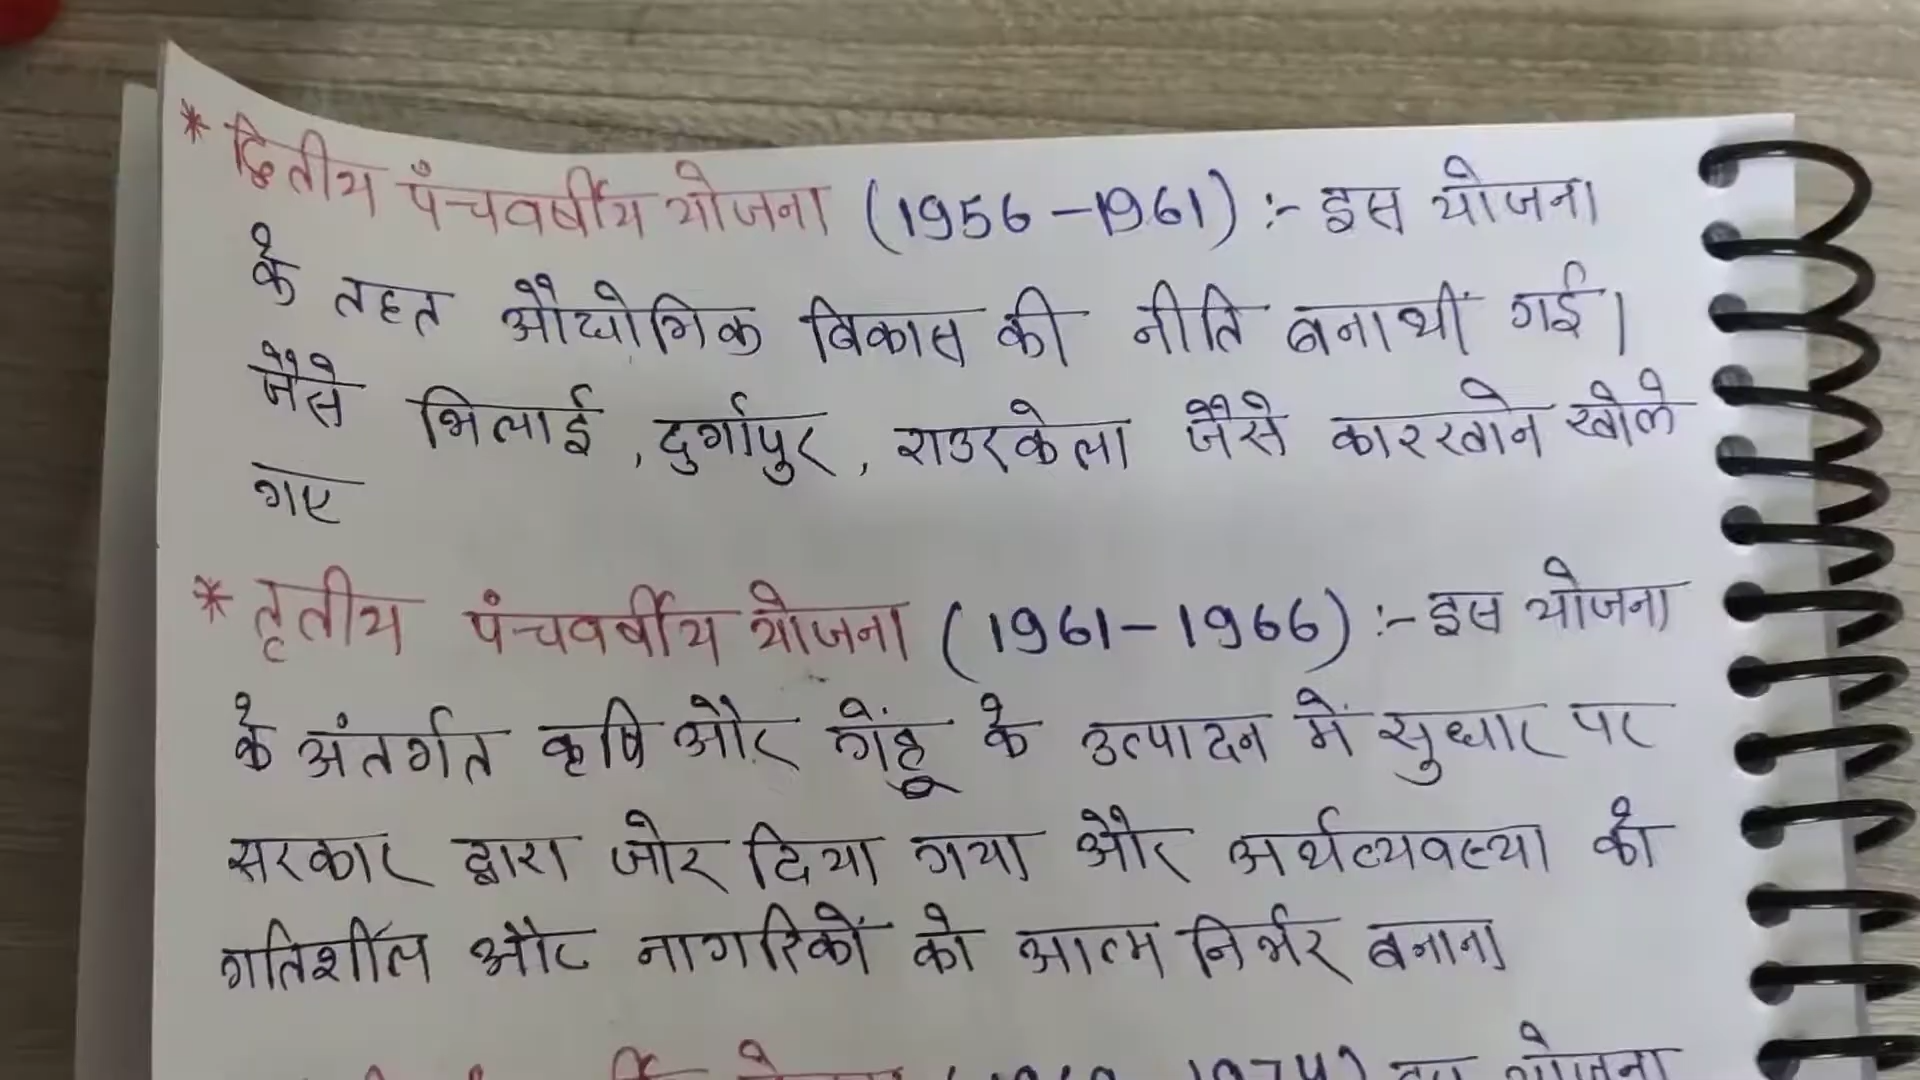 * द्वितीय पंचवर्षीय योजना (1956-1961) :- इस योजना
के तहत औद्योगिक विकास की नीति बनायी गई।
जैसे भिलाई, दुर्गापुर, राउरकेला जैसे कारखाने खोले
गए
* तृतीय पंचवर्षीय योजना (1961-1966) :- इस योजना
के अंतर्गत कृषि और गेंहू के उत्पादन में सुधार पर
सरकार द्वारा जोर दिया गया और अर्थव्यवस्था को
गतिशील और नागरिकों को आत्म निर्भर बनाना
योजना